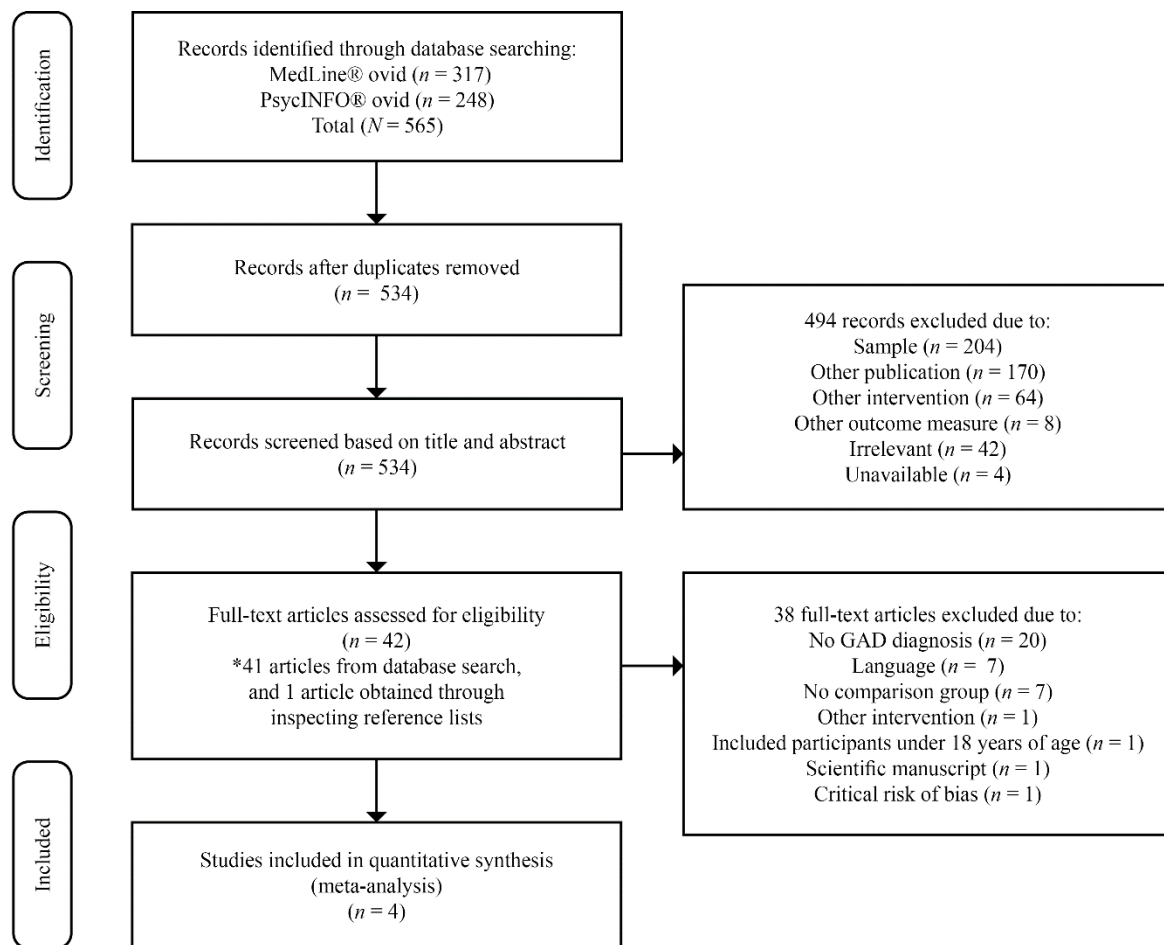 Identification
Records identified through database searching:
MedLine® ovid (n = 317)
PsycINFO® ovid (n = 248)
Total (N = 565)
Screening
Records after duplicates removed
(n = 534)
Records screened based on title and abstract
(n = 534)
494 records excluded due to:
Sample (n = 204)
Other publication (n = 170)
Other intervention (n = 64)
Other outcome measure (n = 8)
Irrelevant (n = 42)
Unavailable (n = 4)
Eligibility
Full-text articles assessed for eligibility
(n = 42)
*41 articles from database search,
and 1 article obtained through
inspecting reference lists
38 full-text articles excluded due to:
No GAD diagnosis (n = 20)
Language (n = 7)
No comparison group (n = 7)
Other intervention (n = 1)
Included participants under 18 years of age (n = 1)
Scientific manuscript (n = 1)
Critical risk of bias (n = 1)
Included
Studies included in quantitative synthesis
(meta-analysis)
(n = 4)